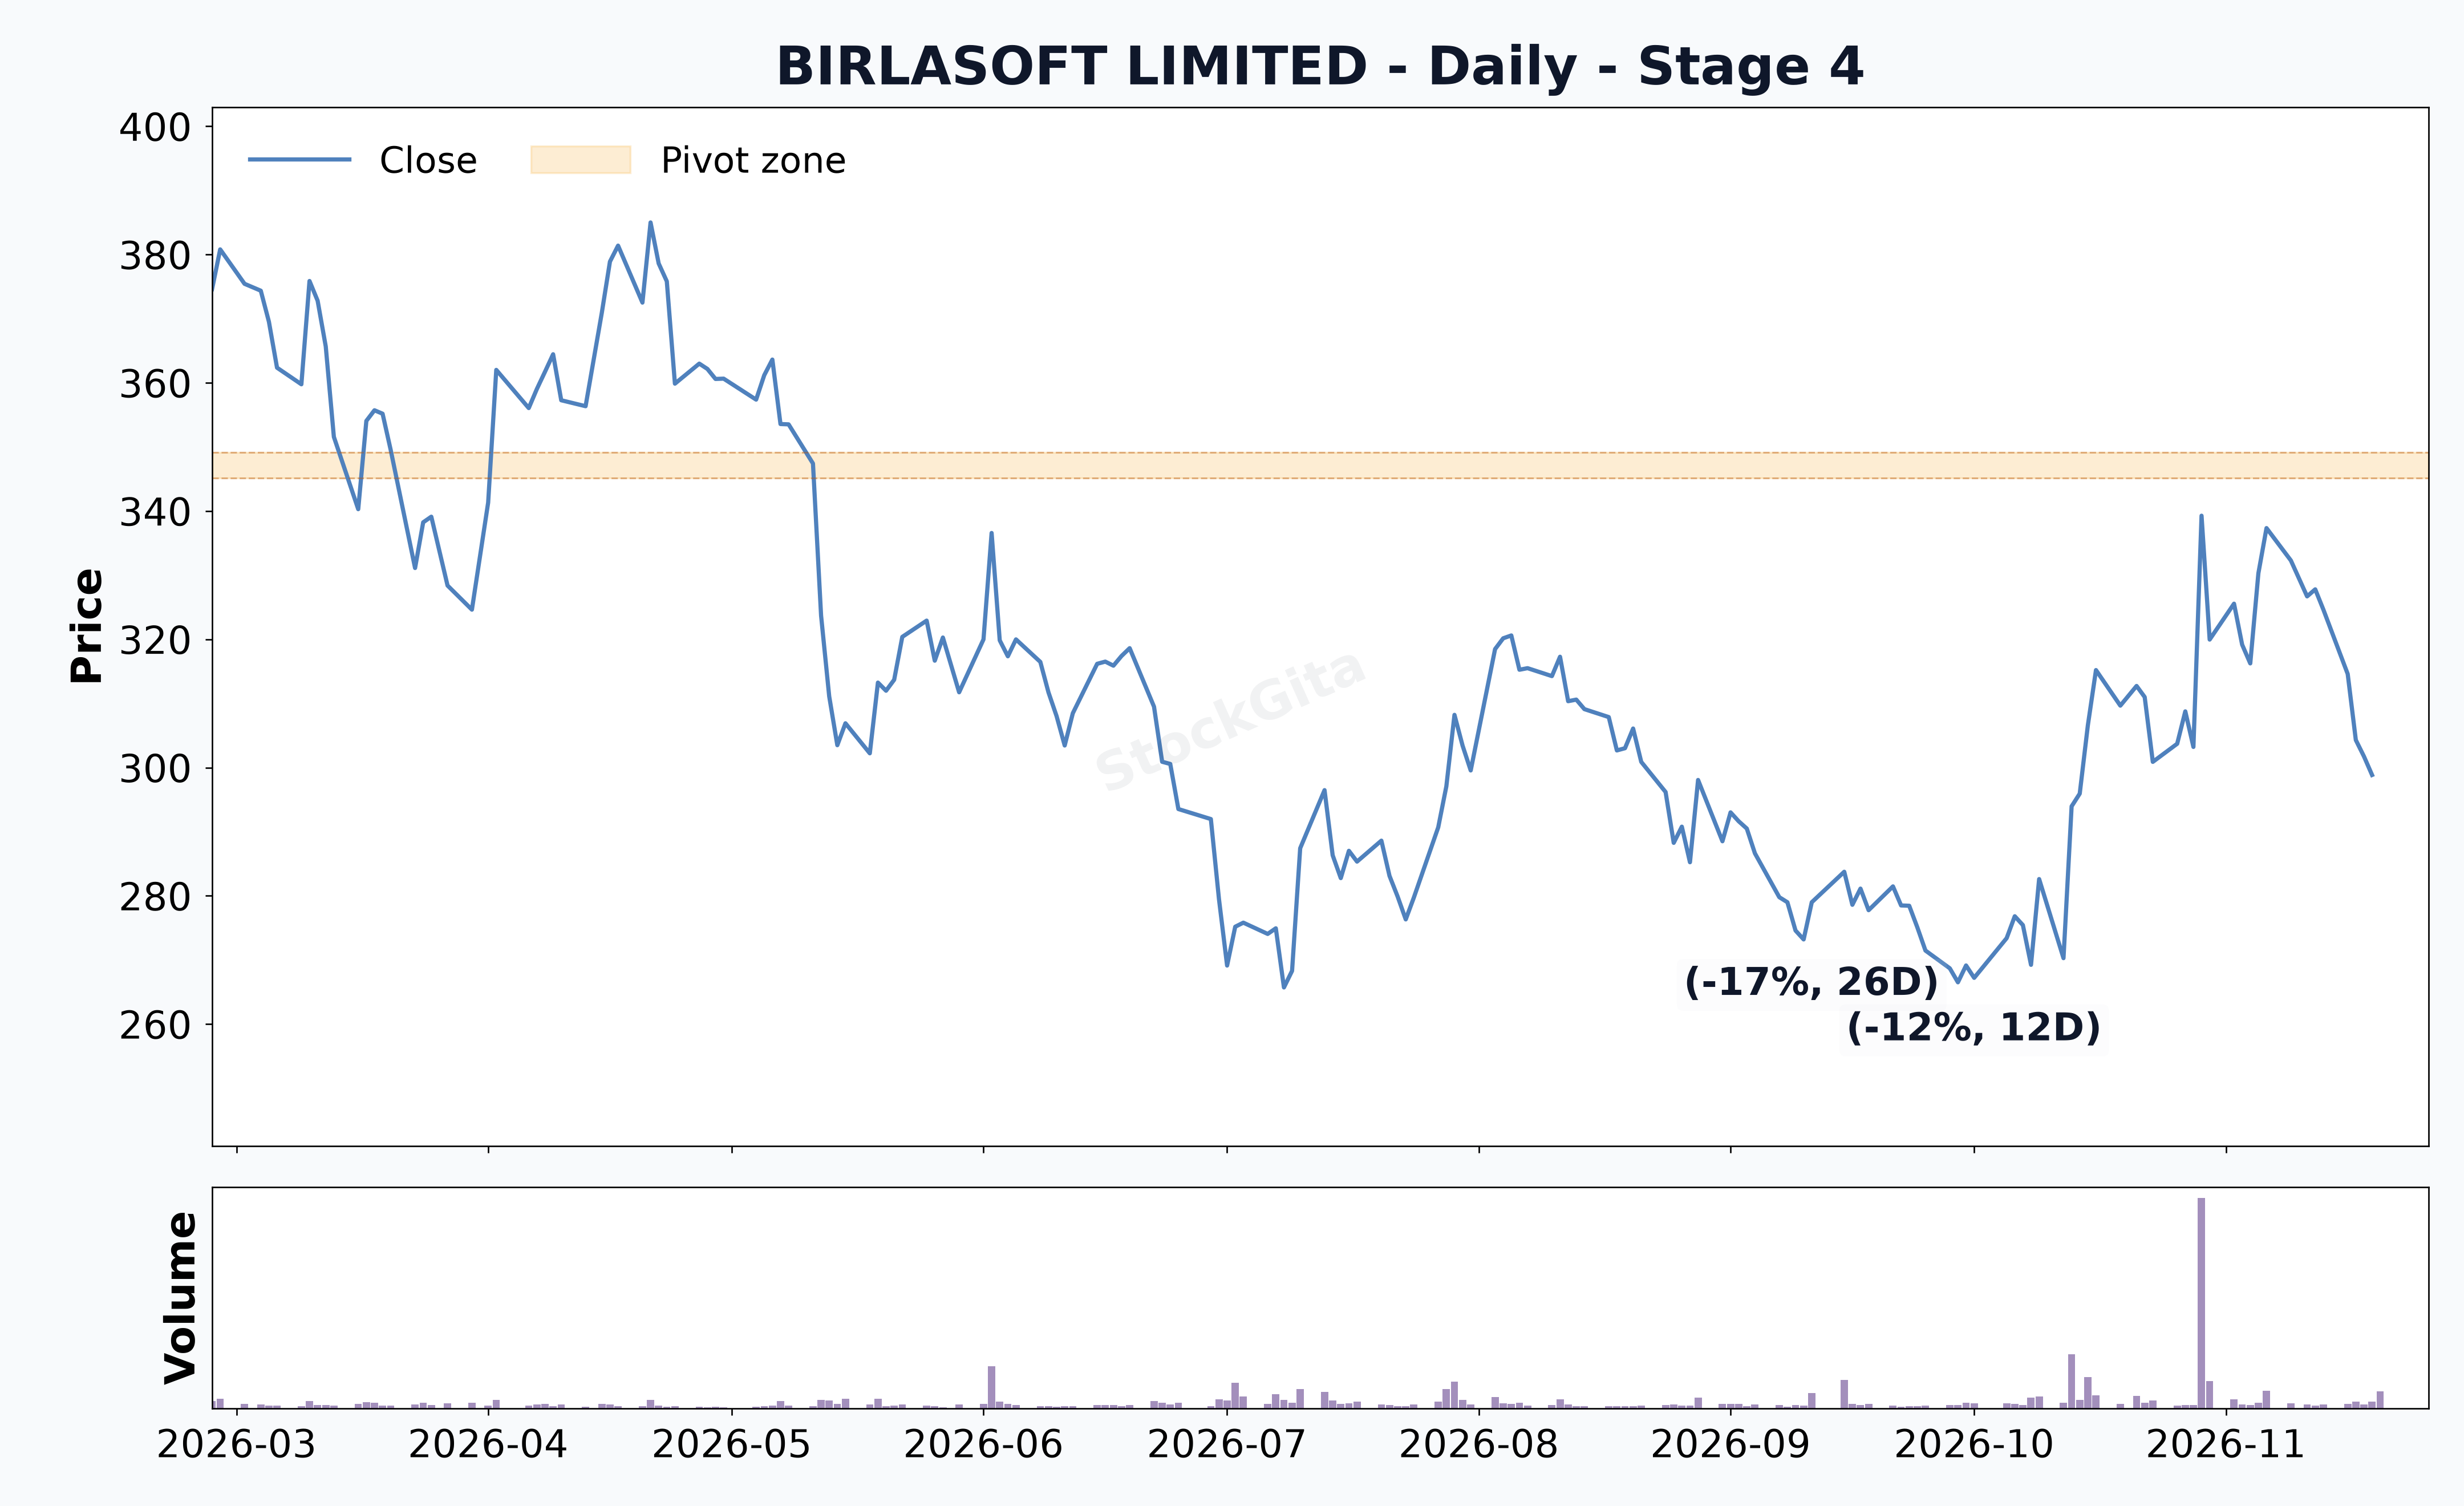 BIRLASOFT LIMITED - Daily - Stage 4
Close
Pivot zone
Price
400
380
360
340
320
300
280
260
StockGita
(-17%, 26D)
(-12%, 12D)
Volume
2026-03
2026-04
2026-05
2026-06
2026-07
2026-08
2026-09
2026-10
2026-11